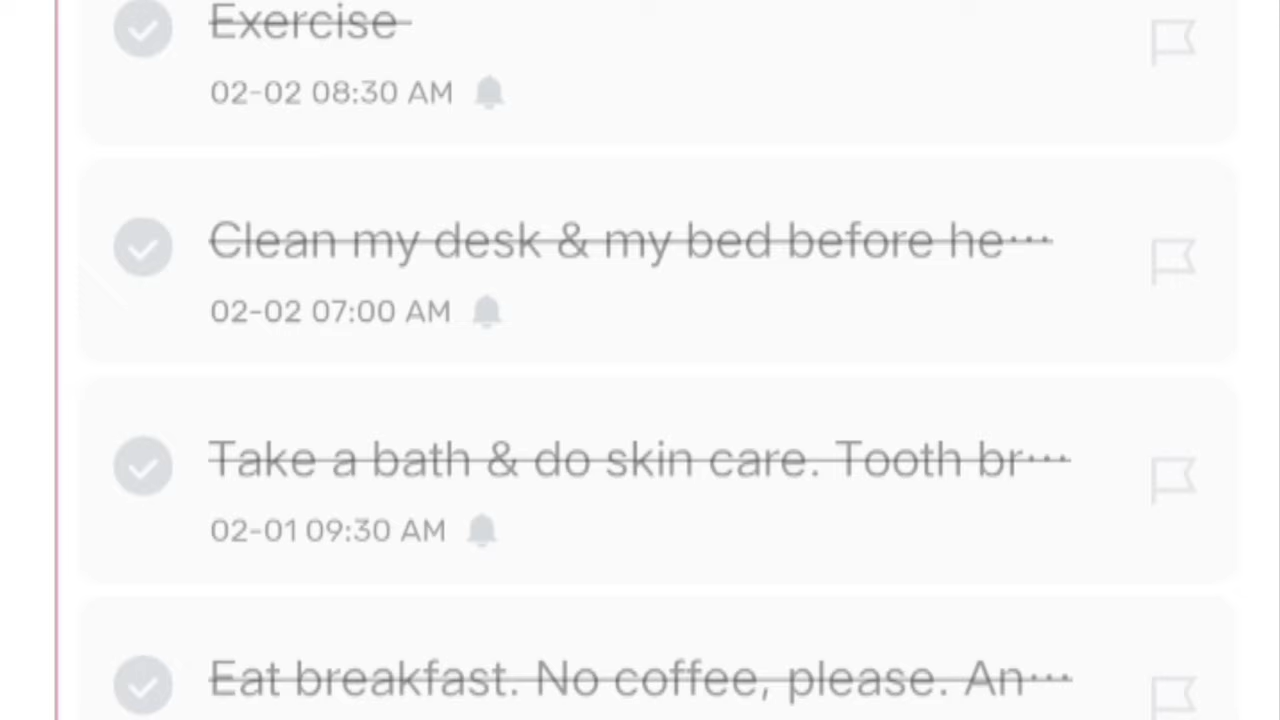 Exercise
02-02 08:30 AM
Clean my desk & my bed before he…
02-02 07:00 AM
Take a bath & do skin care. Tooth br…
02-01 09:30 AM
Eat breakfast. No coffee, please. An…